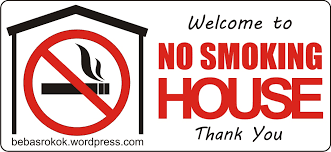 Welcome to
NO SMOKING
HOUSE
Thank You
bebasrokok.wordpress.com